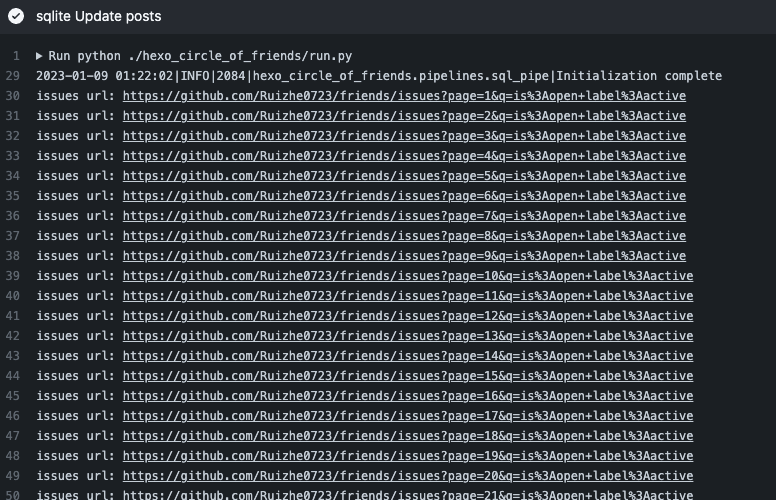 sqlite Update posts
1 Run python ./hexo_circle_of_friends/run.py
29 2023-01-09 01:22:02|INFO|2084|hexo_circle_of_friends.pipelines.sql_pipe|Initialization complete
30 issues url: https://github.com/Ruizhe0723/friends/issues?page=1&q=is%3Aopen+label%3Aactive
31 issues url: https://github.com/Ruizhe0723/friends/issues?page=2&q=is%3Aopen+label%3Aactive
32 issues url: https://github.com/Ruizhe0723/friends/issues?page=3&q=is%3Aopen+label%3Aactive
33 issues url: https://github.com/Ruizhe0723/friends/issues?page=4&q=is%3Aopen+label%3Aactive
34 issues url: https://github.com/Ruizhe0723/friends/issues?page=5&q=is%3Aopen+label%3Aactive
35 issues url: https://github.com/Ruizhe0723/friends/issues?page=6&q=is%3Aopen+label%3Aactive
36 issues url: https://github.com/Ruizhe0723/friends/issues?page=7&q=is%3Aopen+label%3Aactive
37 issues url: https://github.com/Ruizhe0723/friends/issues?page=8&q=is%3Aopen+label%3Aactive
38 issues url: https://github.com/Ruizhe0723/friends/issues?page=9&q=is%3Aopen+label%3Aactive
39 issues url: https://github.com/Ruizhe0723/friends/issues?page=10&q=is%3Aopen+label%3Aactive
40 issues url: https://github.com/Ruizhe0723/friends/issues?page=11&q=is%3Aopen+label%3Aactive
41 issues url: https://github.com/Ruizhe0723/friends/issues?page=12&q=is%3Aopen+label%3Aactive
42 issues url: https://github.com/Ruizhe0723/friends/issues?page=13&q=is%3Aopen+label%3Aactive
43 issues url: https://github.com/Ruizhe0723/friends/issues?page=14&q=is%3Aopen+label%3Aactive
44 issues url: https://github.com/Ruizhe0723/friends/issues?page=15&q=is%3Aopen+label%3Aactive
45 issues url: https://github.com/Ruizhe0723/friends/issues?page=16&q=is%3Aopen+label%3Aactive
46 issues url: https://github.com/Ruizhe0723/friends/issues?page=17&q=is%3Aopen+label%3Aactive
47 issues url: https://github.com/Ruizhe0723/friends/issues?page=18&q=is%3Aopen+label%3Aactive
48 issues url: https://github.com/Ruizhe0723/friends/issues?page=19&q=is%3Aopen+label%3Aactive
49 issues url: https://github.com/Ruizhe0723/friends/issues?page=20&q=is%3Aopen+label%3Aactive
50 issues url: https://github.com/Ruizhe0723/friends/issues?page=21&q=is%3Aopen+label%3Aactive